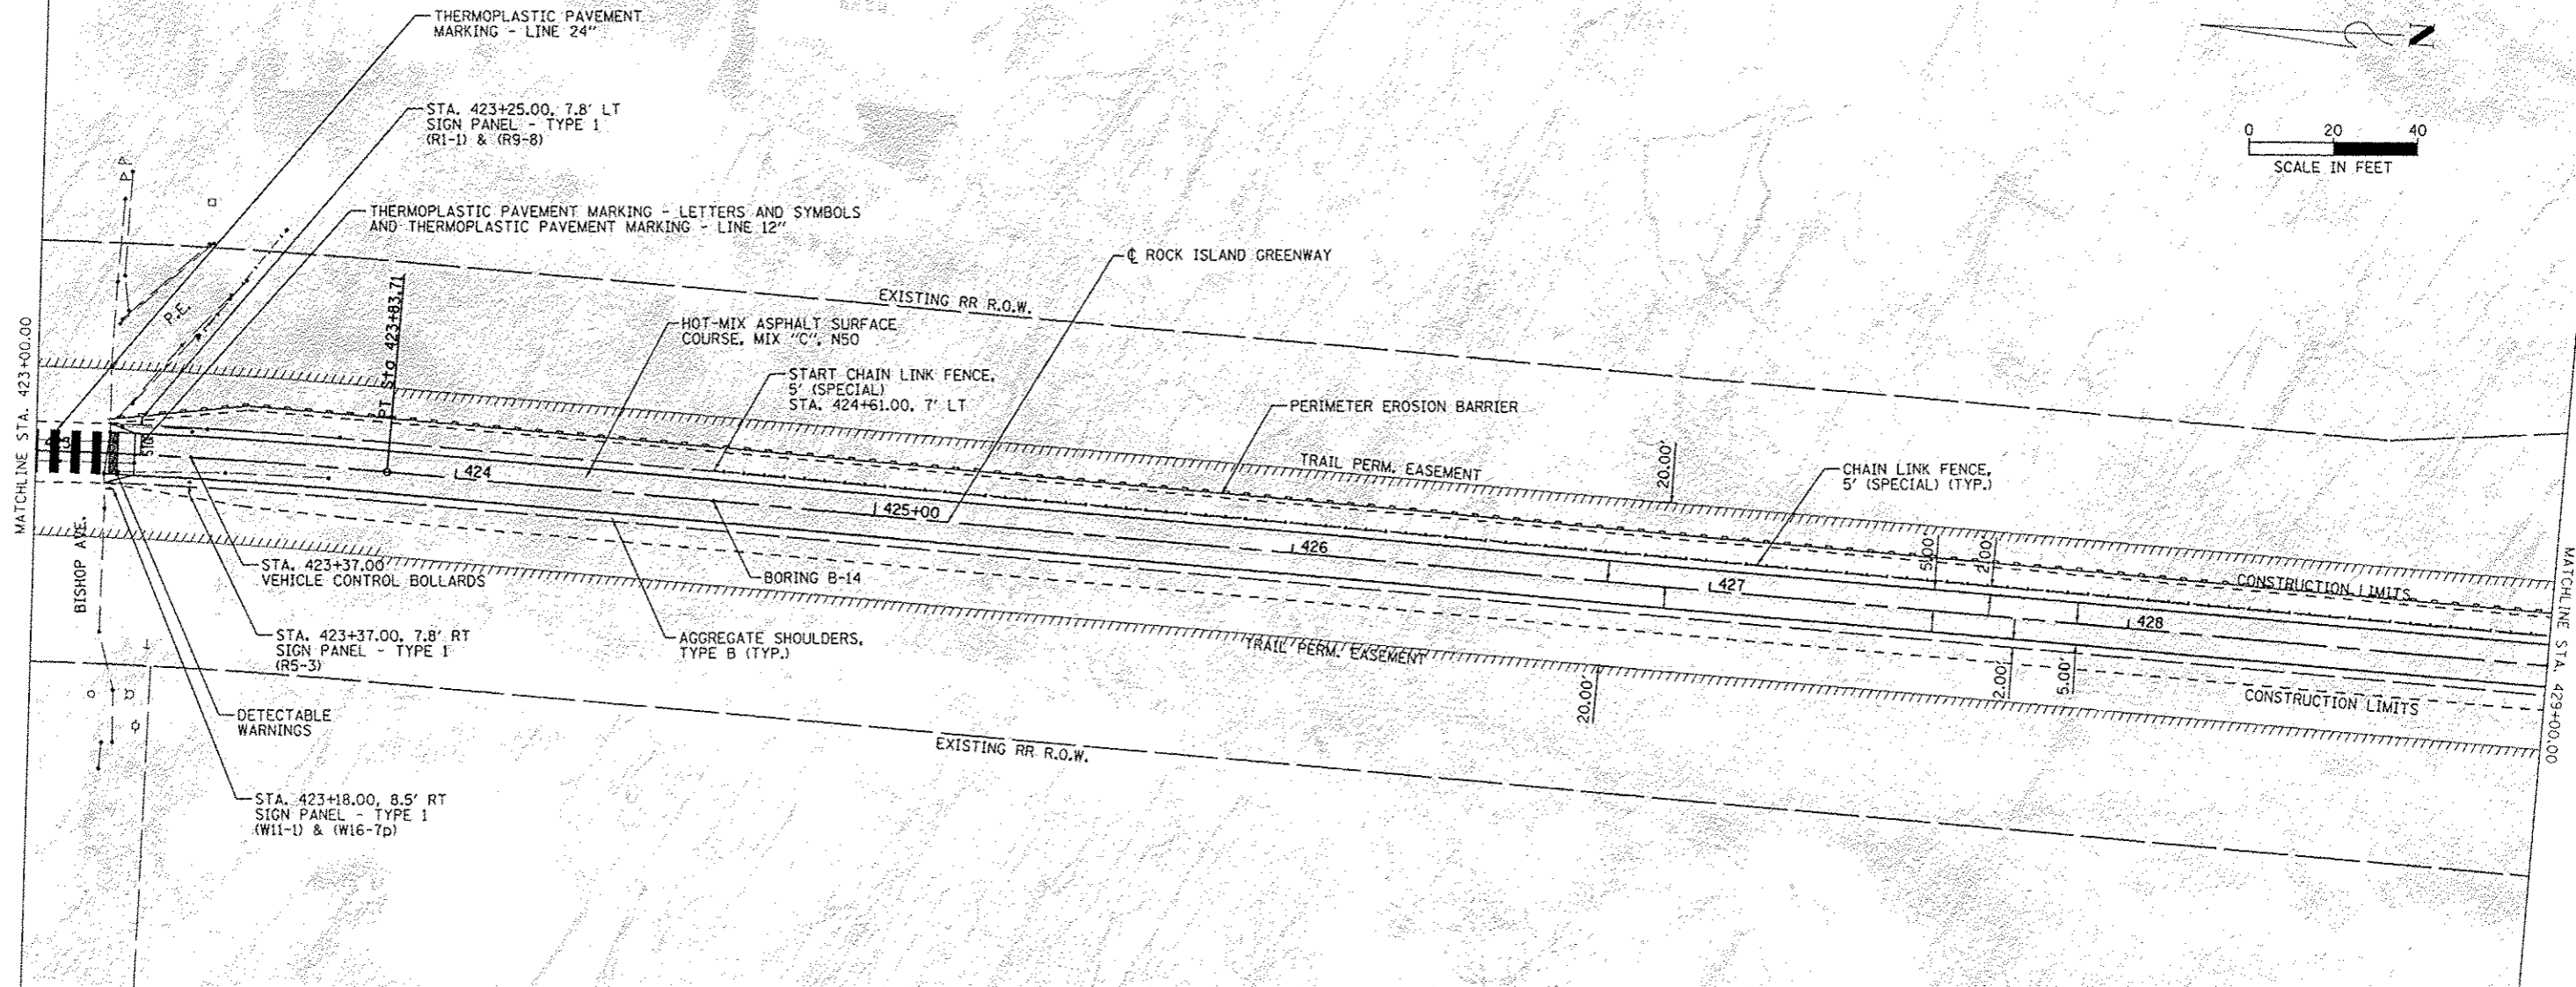 THERMOPLASTIC PAVEMENT
MARKING - LINE 24"
N
STA. 423+25.00, 7.8' LT
SIGN PANEL - TYPE 1
(R1-1) & (R9-8)
0 20 40
SCALE IN FEET
THERMOPLASTIC PAVEMENT MARKING - LETTERS AND SYMBOLS
AND THERMOPLASTIC PAVEMENT MARKING - LINE 12"
℄ ROCK ISLAND GREENWAY
P.E.
PT Sta 423+83.71
EXISTING RR R.O.W.
HOT-MIX ASPHALT SURFACE
COURSE, MIX "C", N50
MATCHLINE STA. 423+00.00
START CHAIN LINK FENCE,
5' (SPECIAL)
STA. 424+61.00, 7' LT
PERIMETER EROSION BARRIER
TRAIL PERM. EASEMENT
20.00'
CHAIN LINK FENCE,
5' (SPECIAL) (TYP.)
424
425+00
426
427
428
5.00'
2.00'
CONSTRUCTION LIMITS
MATCHLINE STA. 429+00.00
BISHOP AVE.
STA. 423+37.00
VEHICLE CONTROL BOLLARDS
BORING B-14
STA. 423+37.00, 7.8' RT
SIGN PANEL - TYPE 1
(R5-3)
AGGREGATE SHOULDERS,
TYPE B (TYP.)
TRAIL PERM. EASEMENT
20.00'
2.00'
5.00'
CONSTRUCTION LIMITS
DETECTABLE
WARNINGS
EXISTING RR R.O.W.
STA. 423+18.00, 8.5' RT
SIGN PANEL - TYPE 1
(W11-1) & (W16-7p)